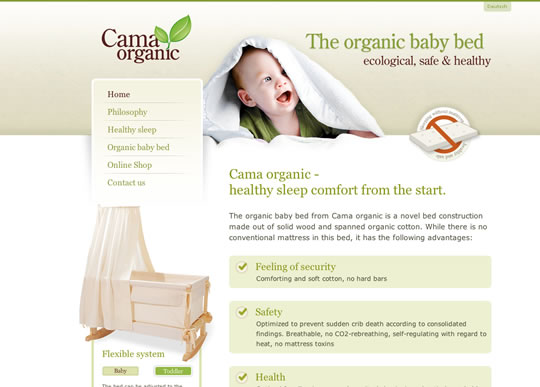 Cama
organic
The organic baby bed
ecological, safe & healthy
Home
Philosophy
Healthy sleep
Organic baby bed
Online Shop
Contact us
Cama organic -
healthy sleep comfort from the start.
The organic baby bed from Cama organic is a novel bed construction
made out of solid wood and spanned organic cotton. While there is no
conventional mattress in this bed, it has the following advantages:
Feeling of security
Comforting and soft cotton, no hard bars
Safety
Optimized to prevent sudden crib death according to consolidated
findings. Breathable, no CO2-rebreathing, self-regulating with regard to
heat, no mattress toxins
Health
Flexible system
Baby
Toddler
The bed can be adjusted to the